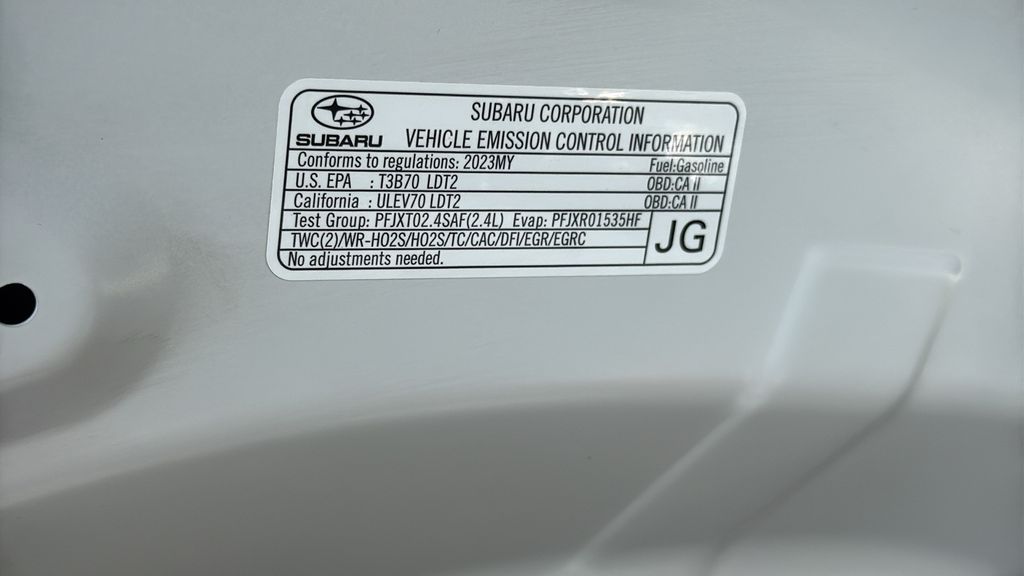 SUBARU
SUBARU CORPORATION
VEHICLE EMISSION CONTROL INFORMATION
Conforms to regulations: 2023MY Fuel:Gasoline
U.S. EPA : T3B70 LDT2 OBD:CA II
California : ULEV70 LDT2 OBD:CA II
Test Group: PFJXT02.4SAF(2.4L) Evap: PFJXR01535HF
TWC(2)/WR-HO2S/HO2S/TC/CAC/DFI/EGR/EGRC
No adjustments needed.
JG